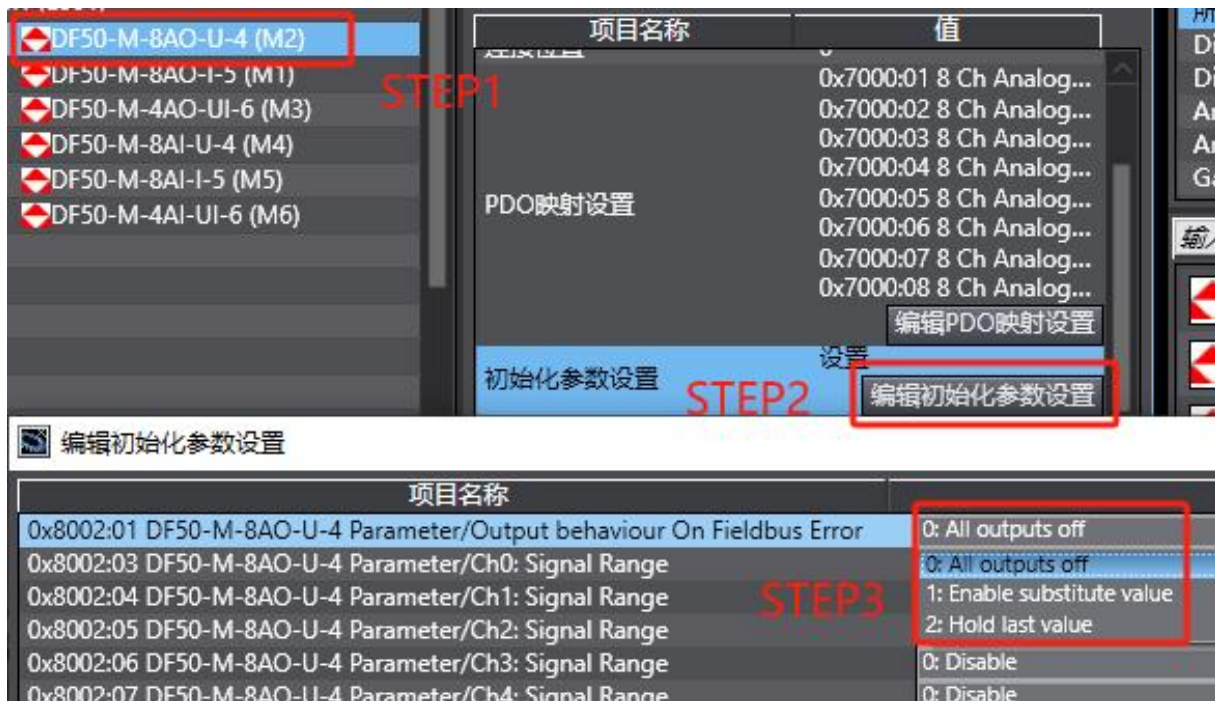 DF50-M-8AO-U-4 (M2)
DF50-M-8AO-I-5 (M1)
DF50-M-4AO-UI-6 (M3)
DF50-M-8AI-U-4 (M4)
DF50-M-8AI-I-5 (M5)
DF50-M-4AI-UI-6 (M6)
STEP1
项目名称 值
0x7000:01 8 Ch Analog...
0x7000:02 8 Ch Analog...
0x7000:03 8 Ch Analog...
0x7000:04 8 Ch Analog...
PDO映射设置
0x7000:05 8 Ch Analog...
0x7000:06 8 Ch Analog...
0x7000:07 8 Ch Analog...
0x7000:08 8 Ch Analog...
编辑PDO映射设置
设置
初始化参数设置
STEP2
编辑初始化参数设置
编辑初始化参数设置
项目名称
0x8002:01 DF50-M-8AO-U-4 Parameter/Output behaviour On Fieldbus Error 0: All outputs off
0x8002:03 DF50-M-8AO-U-4 Parameter/Ch0: Signal Range 0: All outputs off
0x8002:04 DF50-M-8AO-U-4 Parameter/Ch1: Signal Range 1: Enable substitute value
0x8002:05 DF50-M-8AO-U-4 Parameter/Ch2: Signal Range 2: Hold last value
STEP3
0x8002:06 DF50-M-8AO-U-4 Parameter/Ch3: Signal Range 0: Disable
0x8002:07 DF50-M-8AO-U-4 Parameter/Ch4: Signal Range 0: Disable